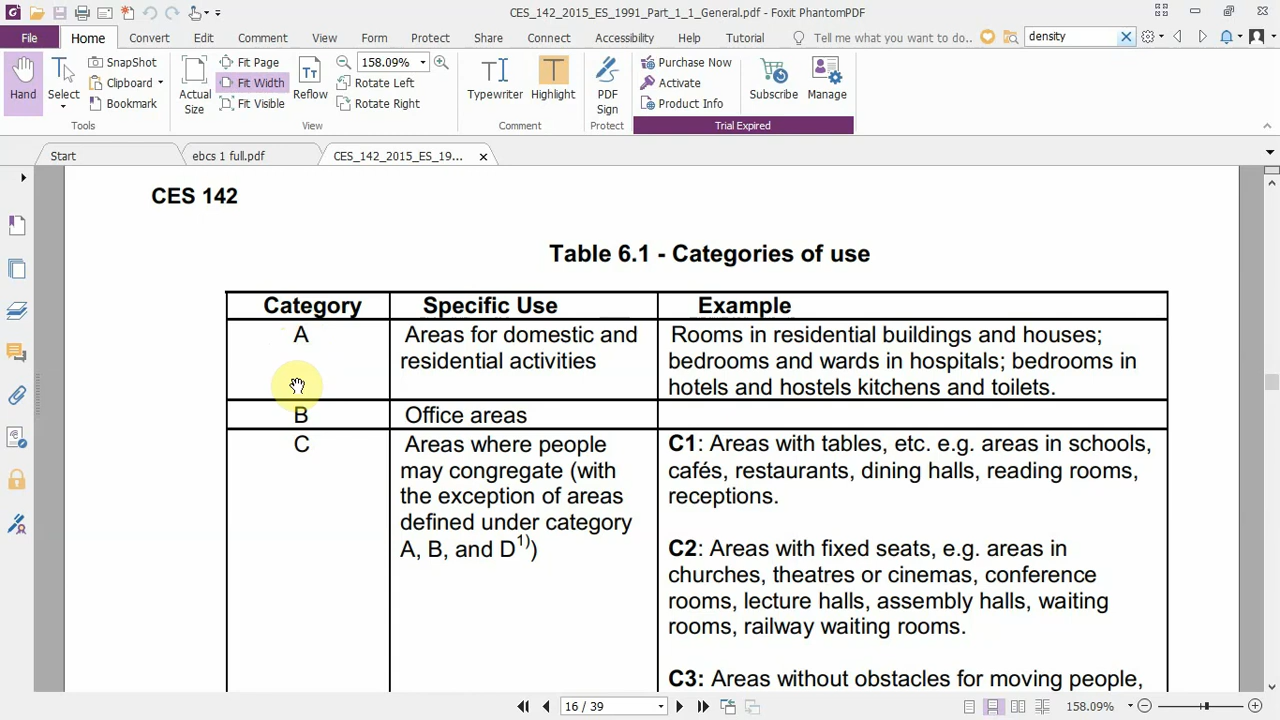 CES_142_2015_ES_1991_Part_1_1_General.pdf - Foxit PhantomPDF
File Home Convert Edit Comment View Form Protect Share Connect Accessibility Help Tutorial Tell me what you want to do.. density
Hand
Select
SnapShot
Clipboard
Bookmark
Tools
Actual Size
Fit Page
Fit Width
Fit Visible
Reflow
158.09%
Rotate Left
Rotate Right
View
Typewriter
Highlight
Comment
PDF Sign
Protect
Purchase Now
Activate
Product Info
Trial Expired
Subscribe
Manage
Start ebcs 1 full.pdf CES_142_2015_ES_19...
CES 142
Table 6.1 - Categories of use
Category Specific Use Example
A
Areas for domestic and
residential activities
Rooms in residential buildings and houses;
bedrooms and wards in hospitals; bedrooms in
hotels and hostels kitchens and toilets.
B Office areas
C
Areas where people
may congregate (with
the exception of areas
defined under category
A, B, and D1))
C1: Areas with tables, etc. e.g. areas in schools,
cafés, restaurants, dining halls, reading rooms,
receptions.
C2: Areas with fixed seats, e.g. areas in
churches, theatres or cinemas, conference
rooms, lecture halls, assembly halls, waiting
rooms, railway waiting rooms.
C3: Areas without obstacles for moving people,
16 / 39
158.09%